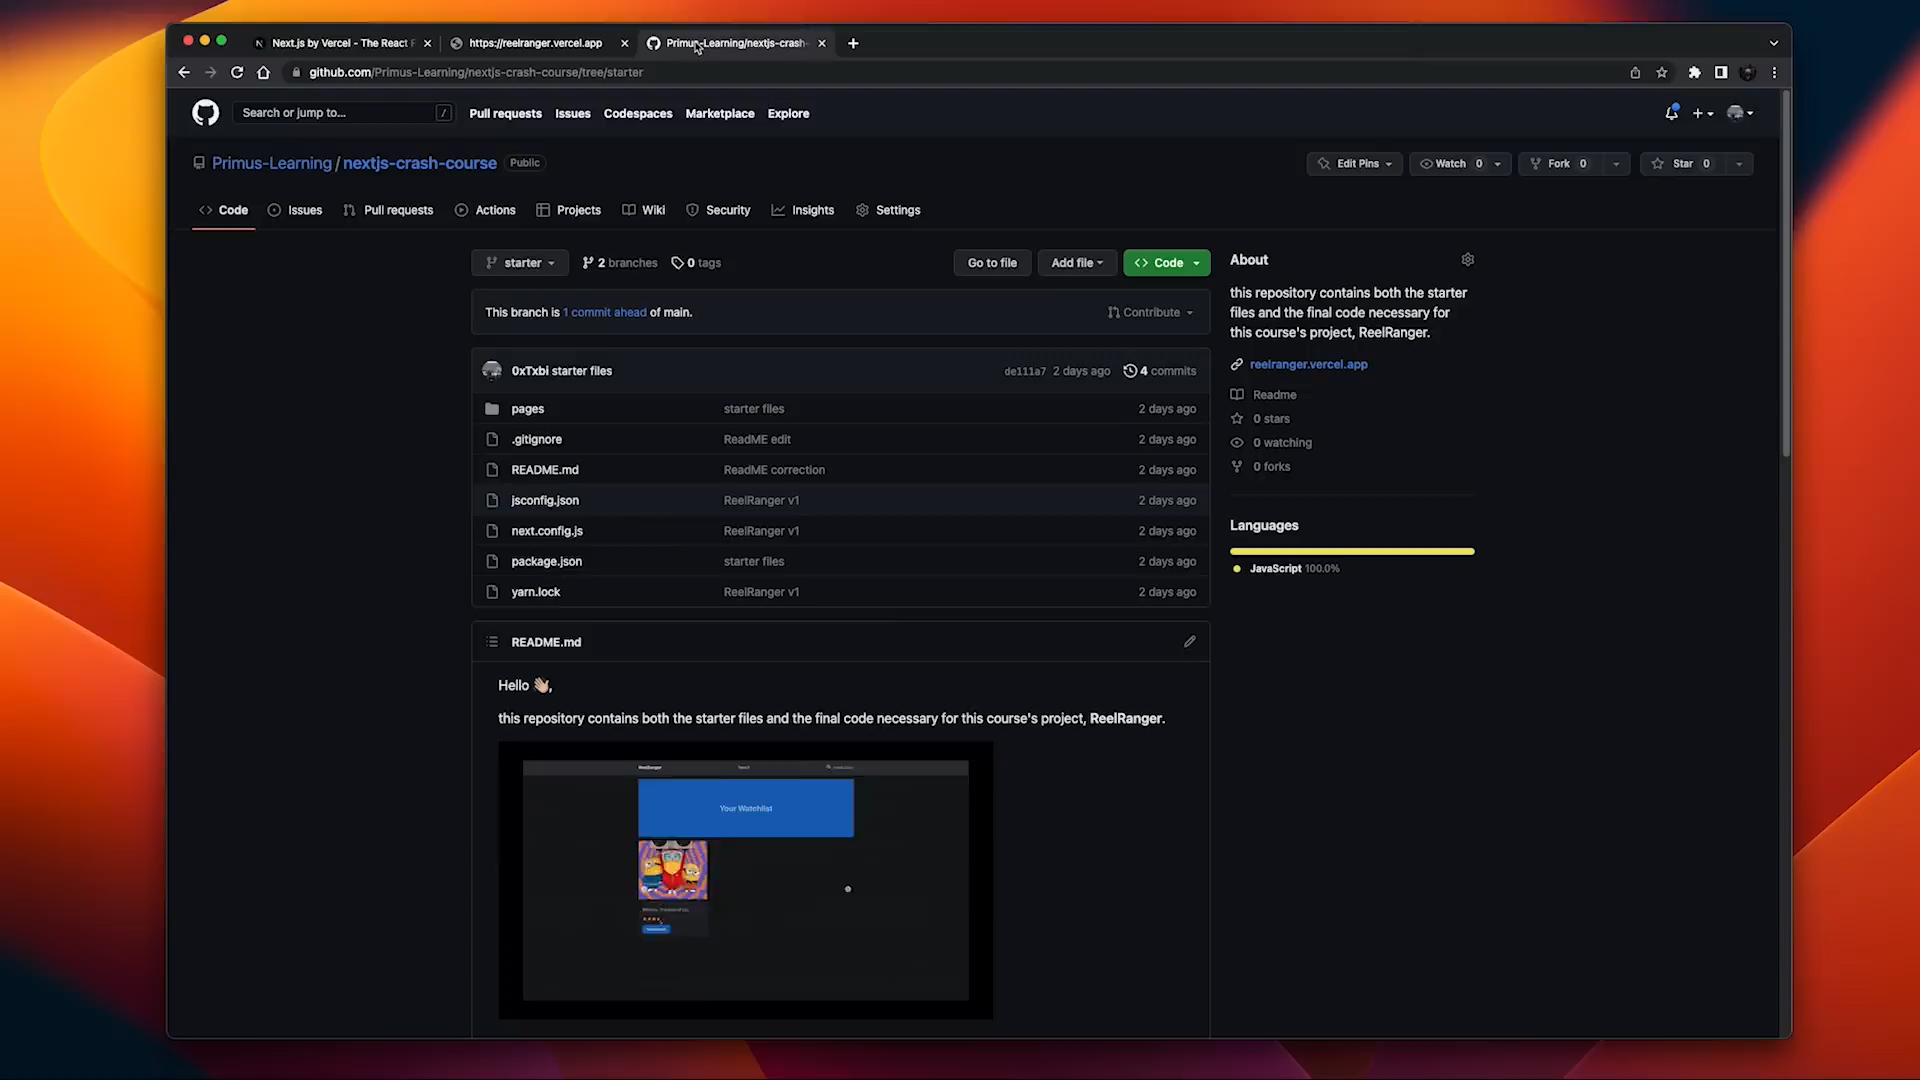 Next.js by Vercel - The React F
https://reelranger.vercel.app
Primus-Learning/nextjs-crash-
github.com/Primus-Learning/nextjs-crash-course/tree/starter
Search or jump to... /
Pull requests Issues Codespaces Marketplace Explore
Primus-Learning / nextjs-crash-course Public
Edit Pins Watch 0 Fork 0 Star 0
Code Issues Pull requests Actions Projects Wiki Security Insights Settings
starter 2 branches 0 tags Go to file Add file Code
This branch is 1 commit ahead of main. Contribute
0xTxbi starter files de111a7 2 days ago 4 commits
pages starter files 2 days ago
.gitignore ReadME edit 2 days ago
README.md ReadME correction 2 days ago
jsconfig.json ReelRanger v1 2 days ago
next.config.js ReelRanger v1 2 days ago
package.json starter files 2 days ago
yarn.lock ReelRanger v1 2 days ago
About
this repository contains both the starter
files and the final code necessary for
this course's project, ReelRanger.
reelranger.vercel.app
Readme
0 stars
0 watching
0 forks
Languages
JavaScript 100.0%
README.md
Hello 👋🏼,
this repository contains both the starter files and the final code necessary for this course's project, ReelRanger.
ReelRanger
Your Watchlist